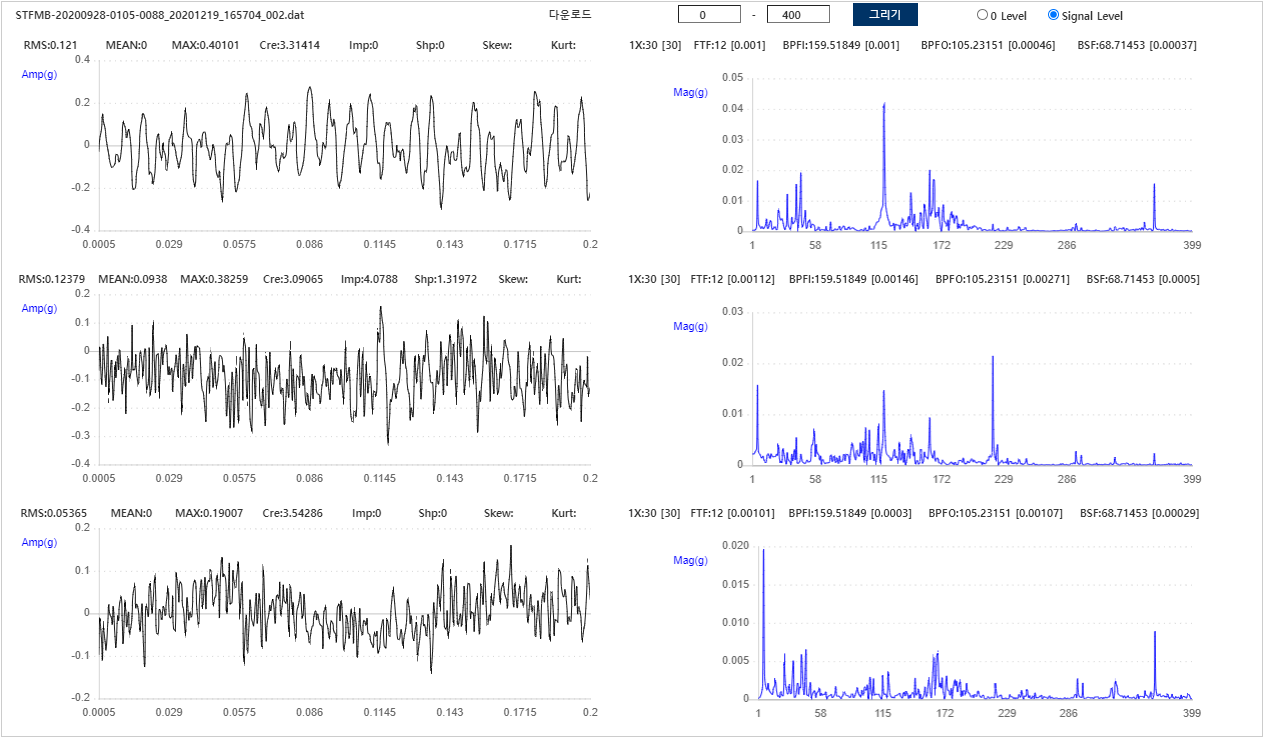 STFMB-20200928-0105-0088_20201219_165704_002.dat 다운로드 0 - 400 그리기 0 Level Signal Level
RMS:0.121 MEAN:0 MAX:0.40101 Cre:3.31414 Imp:0 Shp:0 Skew: Kurt:
Amp(g)
0.4
0.2
0
-0.2
-0.4
0.0005 0.029 0.0575 0.086 0.1145 0.143 0.1715 0.2
1X:30 [30] FTF:12 [0.001] BPFI:159.51849 [0.001] BPFO:105.23151 [0.00046] BSF:68.71453 [0.00037]
Mag(g)
0.05
0.04
0.03
0.02
0.01
0
1 58 115 172 229 286 399
RMS:0.12379 MEAN:0.0938 MAX:0.38259 Cre:3.09065 Imp:4.0788 Shp:1.31972 Skew: Kurt:
Amp(g)
0.2
0.1
0
-0.1
-0.2
-0.3
-0.4
0.0005 0.029 0.0575 0.086 0.1145 0.143 0.1715 0.2
1X:30 [30] FTF:12 [0.00112] BPFI:159.51849 [0.00146] BPFO:105.23151 [0.00271] BSF:68.71453 [0.0005]
Mag(g)
0.03
0.02
0.01
0
1 58 115 172 229 286 399
RMS:0.05365 MEAN:0 MAX:0.19007 Cre:3.54286 Imp:0 Shp:0 Skew: Kurt:
Amp(g)
0.2
0.1
0
-0.1
-0.2
0.0005 0.029 0.0575 0.086 0.1145 0.143 0.1715 0.2
1X:30 [30] FTF:12 [0.00101] BPFI:159.51849 [0.0003] BPFO:105.23151 [0.00107] BSF:68.71453 [0.00029]
Mag(g)
0.020
0.015
0.010
0.005
0
1 58 115 172 229 286 399